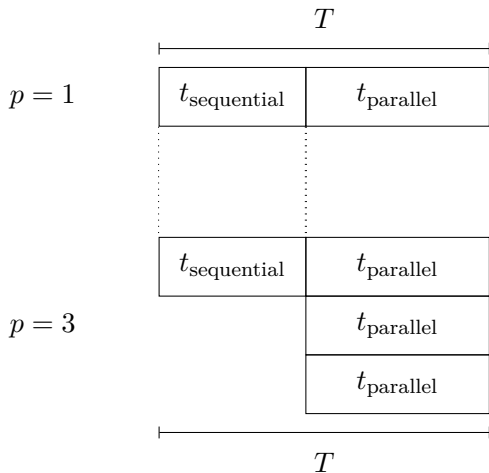 T
p = 1
t_sequential t_parallel
t_sequential t_parallel
p = 3
t_parallel
t_parallel
T